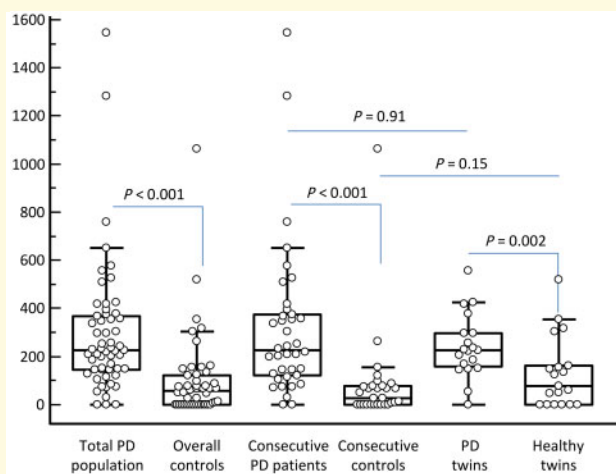 1600
1400
1200
1000
800
600
400
200
0
P = 0.91
P = 0.15
P < 0.001
P < 0.001
P = 0.002
Total PD
population
Overall
controls
Consecutive
PD patients
Consecutive
controls
PD
twins
Healthy
twins